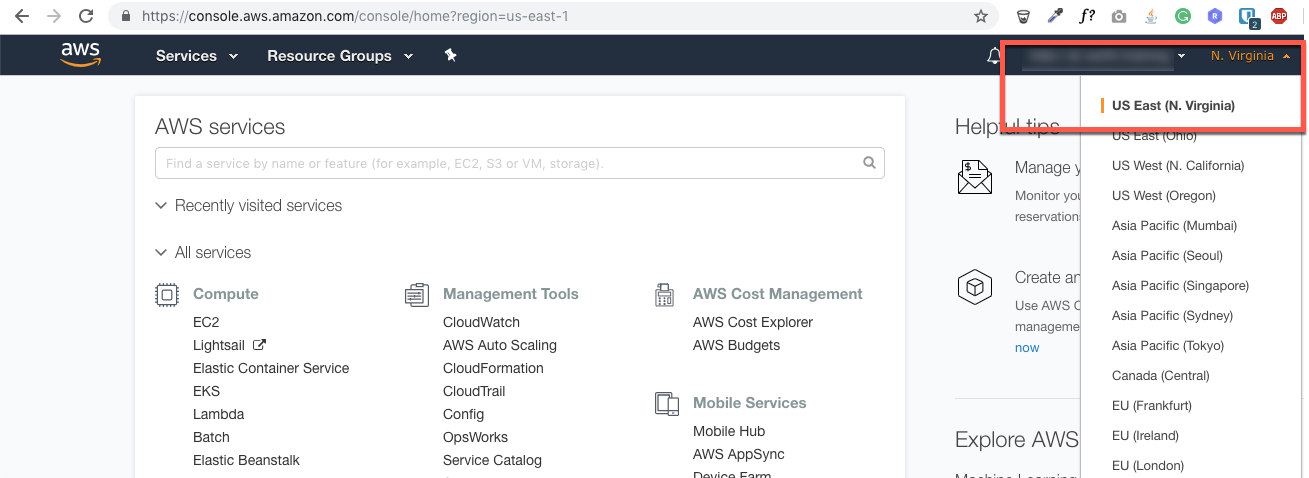 https://console.aws.amazon.com/console/home?region=us-east-1
f?
2
ABP
aws
Services
Resource Groups
N. Virginia
AWS services
Find a service by name or feature (for example, EC2, S3 or VM, storage).
Recently visited services
All services
Compute
EC2
Lightsail
Elastic Container Service
EKS
Lambda
Batch
Elastic Beanstalk
Management Tools
CloudWatch
AWS Auto Scaling
CloudFormation
CloudTrail
Config
OpsWorks
Service Catalog
AWS Cost Management
AWS Cost Explorer
AWS Budgets
Mobile Services
Mobile Hub
AWS AppSync
Device Farm
Helpful tips
Manage y
Monitor you
reservations
Create an
Use AWS C
manageme
now
Explore AWS
Machine Learning
US East (N. Virginia)
US East (Ohio)
US West (N. California)
US West (Oregon)
Asia Pacific (Mumbai)
Asia Pacific (Seoul)
Asia Pacific (Singapore)
Asia Pacific (Sydney)
Asia Pacific (Tokyo)
Canada (Central)
EU (Frankfurt)
EU (Ireland)
EU (London)